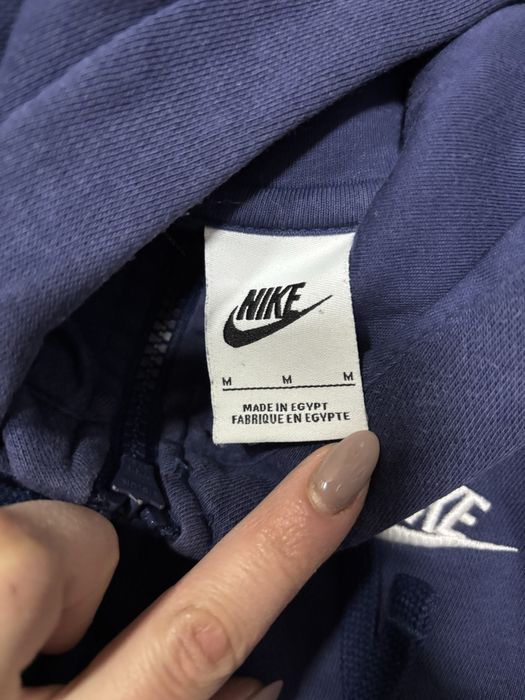 NIKE
M M M
MADE IN EGYPT
FABRIQUE EN EGYPTE